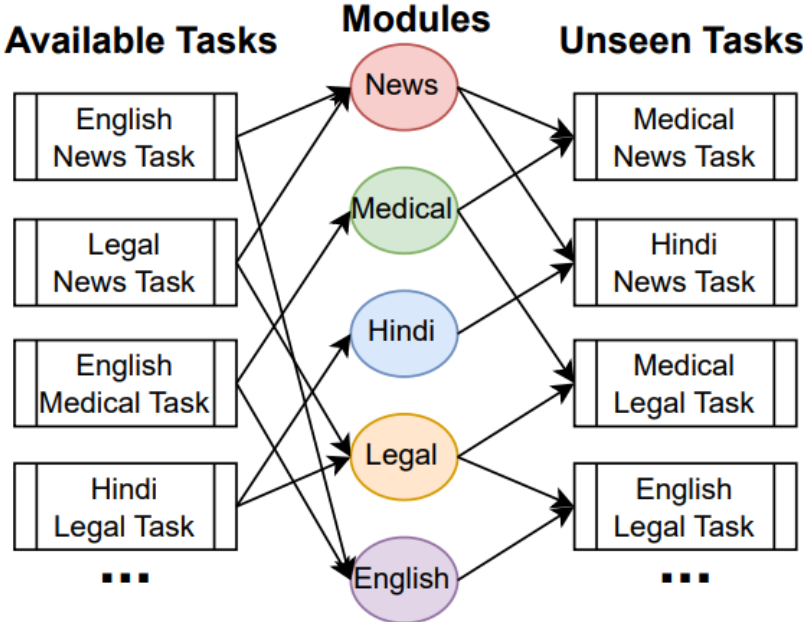 Available Tasks
Modules
Unseen Tasks
English
News Task
Legal
News Task
English
Medical Task
Hindi
Legal Task
...
News
Medical
Hindi
Legal
English
Medical
News Task
Hindi
News Task
Medical
Legal Task
English
Legal Task
...